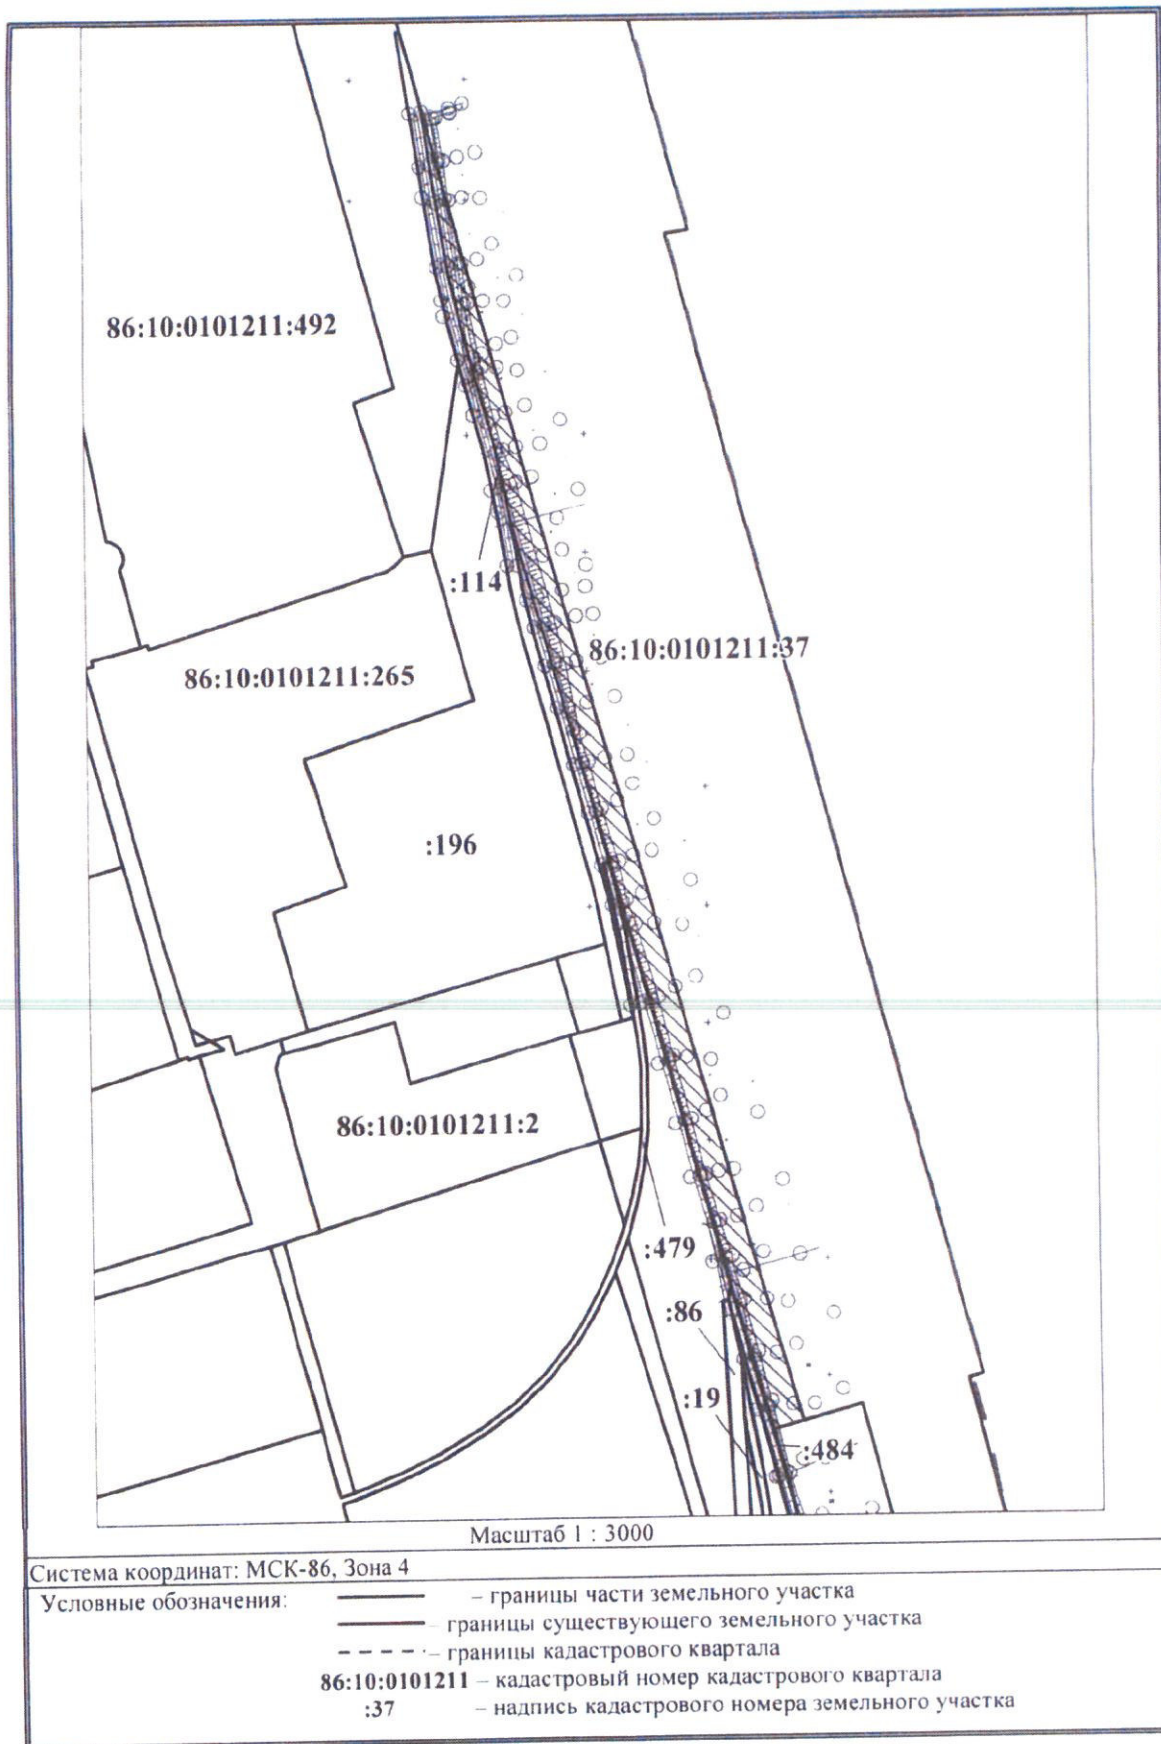 86:10:0101211:492
:114
86:10:0101211:37
86:10:0101211:265
:196
86:10:0101211:2
:479
:86
:19
:484
Масштаб 1 : 3000
Система координат: МСК-86, Зона 4
Условные обозначения:
– границы части земельного участка
– границы существующего земельного участка
– границы кадастрового квартала
86:10:0101211 – кадастровый номер кадастрового квартала
:37 – надпись кадастрового номера земельного участка